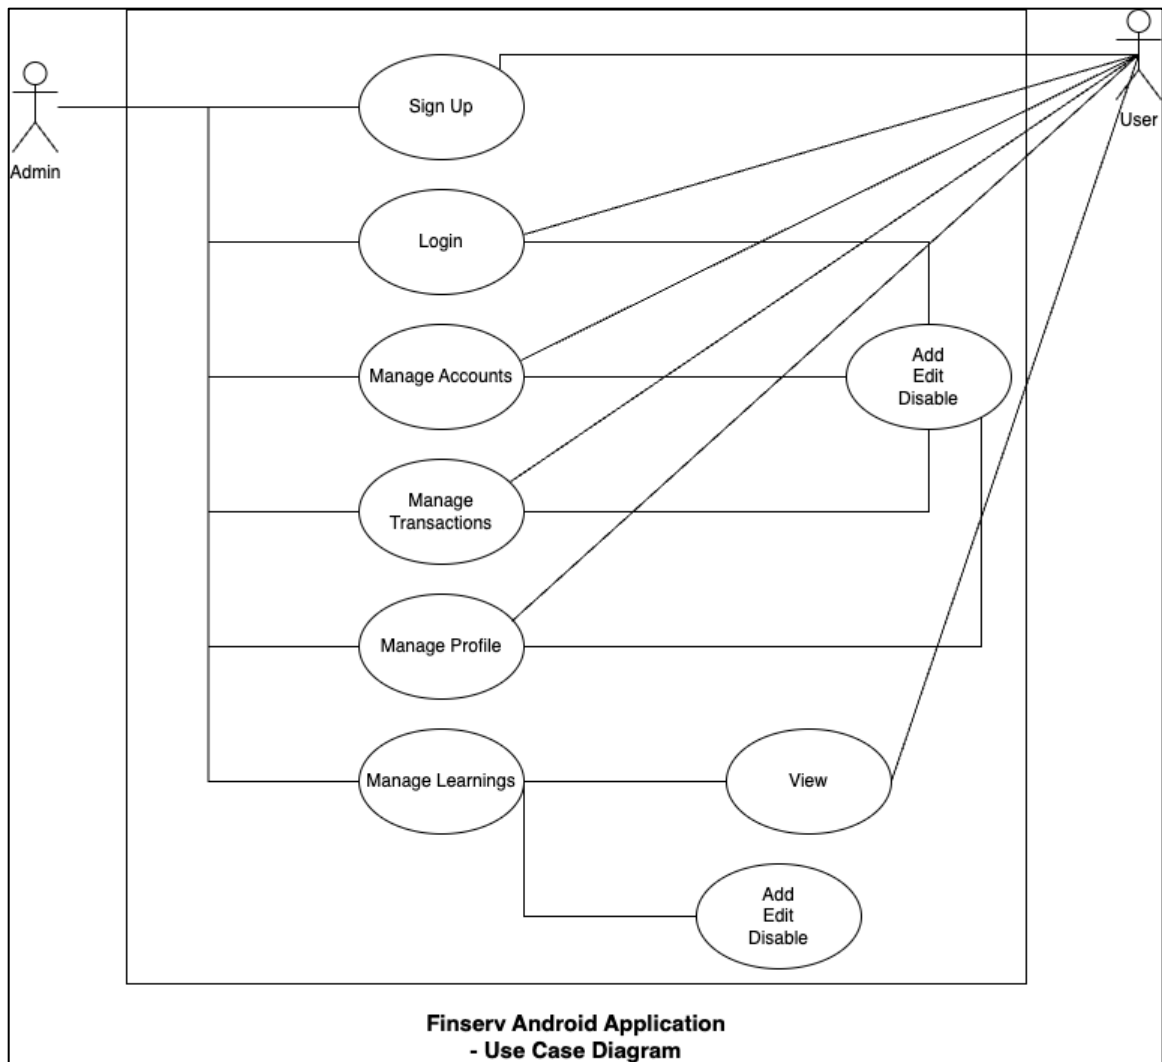 Sign Up
Admin
User
Login
Manage Accounts
Add
Edit
Disable
Manage
Transactions
Manage Profile
Manage Learnings
View
Add
Edit
Disable
Finserv Android Application
- Use Case Diagram